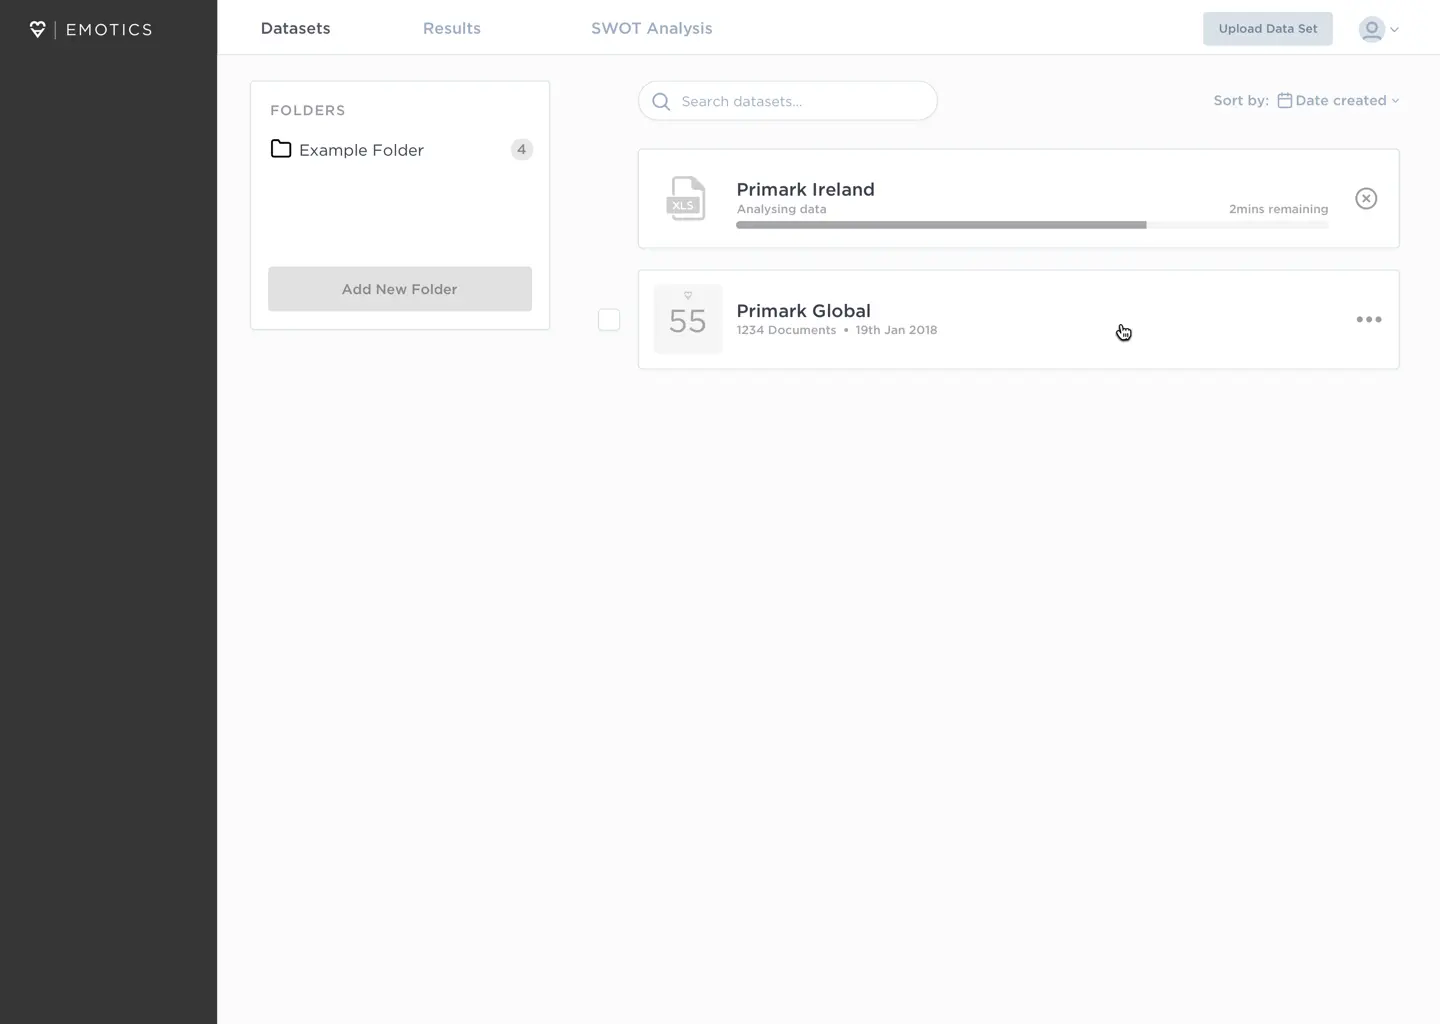 EMOTICS
Datasets
Results
SWOT Analysis
Upload Data Set
FOLDERS
Example Folder
4
Add New Folder
Search datasets...
Sort by: Date created
XLS
Primark Ireland
Analysing data
2mins remaining
55
Primark Global
1234 Documents • 19th Jan 2018